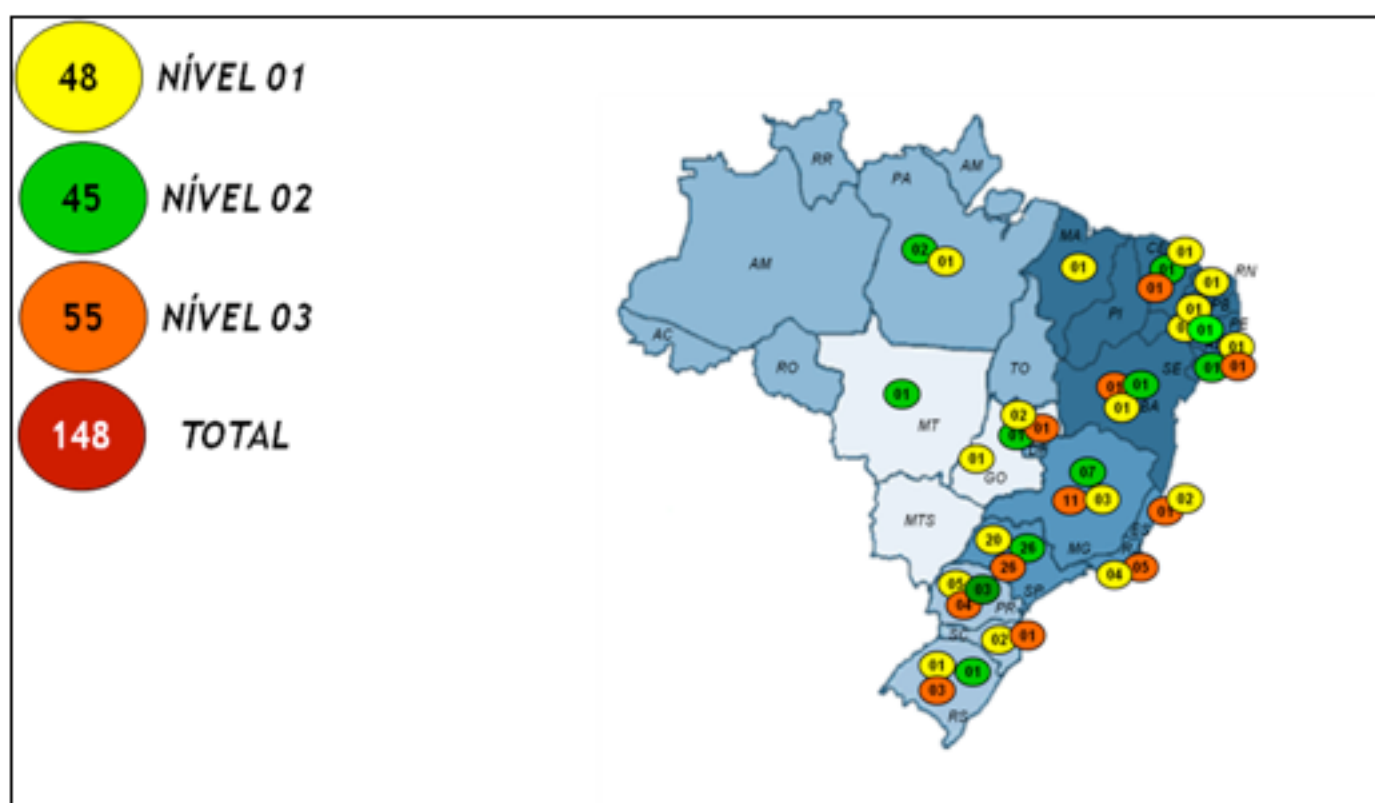 48 NÍVEL 01
45 NÍVEL 02
55 NÍVEL 03
148 TOTAL
RR
AM
PA
AM
MA
CE
RN
PB
PE
PI
AC
RO
TO
SE
BA
MT
DF
GO
MTS
MG
ES
SP
PR
SC
RS
02
01
01
01
01
01
01
01
01
01
01
01
01
01
01
02
01
01
01
07
11
03
02
01
20
26
26
04
05
05
03
04
02
01
01
01
03